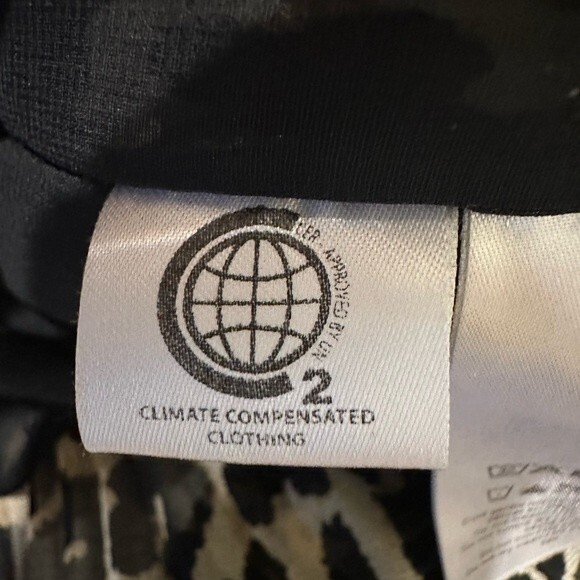 CER - APPROVED BY UN
2
CLIMATE COMPENSATED
CLOTHING